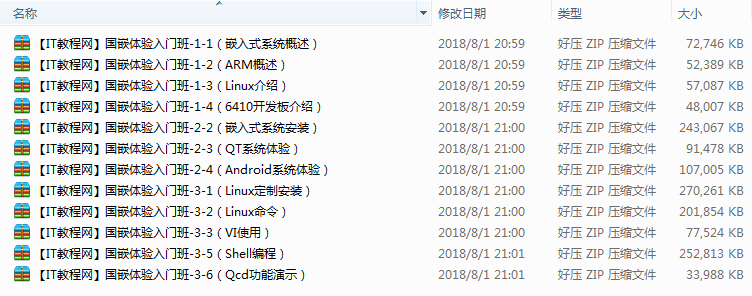 名称 修改日期 类型 大小
【IT教程网】国嵌体验入门班-1-1（嵌入式系统概述） 2018/8/1 20:59 好压 ZIP 压缩文件 72,746 KB
【IT教程网】国嵌体验入门班-1-2（ARM概述） 2018/8/1 20:59 好压 ZIP 压缩文件 52,389 KB
【IT教程网】国嵌体验入门班-1-3（Linux介绍） 2018/8/1 20:59 好压 ZIP 压缩文件 57,087 KB
【IT教程网】国嵌体验入门班-1-4（6410开发板介绍） 2018/8/1 20:59 好压 ZIP 压缩文件 48,007 KB
【IT教程网】国嵌体验入门班-2-2（嵌入式系统安装） 2018/8/1 21:00 好压 ZIP 压缩文件 243,067 KB
【IT教程网】国嵌体验入门班-2-3（QT系统体验） 2018/8/1 21:00 好压 ZIP 压缩文件 91,478 KB
【IT教程网】国嵌体验入门班-2-4（Android系统体验） 2018/8/1 21:00 好压 ZIP 压缩文件 107,005 KB
【IT教程网】国嵌体验入门班-3-1（Linux定制安装） 2018/8/1 21:00 好压 ZIP 压缩文件 270,261 KB
【IT教程网】国嵌体验入门班-3-2（Linux命令） 2018/8/1 21:00 好压 ZIP 压缩文件 201,854 KB
【IT教程网】国嵌体验入门班-3-3（VI使用） 2018/8/1 21:00 好压 ZIP 压缩文件 77,524 KB
【IT教程网】国嵌体验入门班-3-5（Shell编程） 2018/8/1 21:01 好压 ZIP 压缩文件 252,813 KB
【IT教程网】国嵌体验入门班-3-6（Qcd功能演示） 2018/8/1 21:01 好压 ZIP 压缩文件 33,988 KB